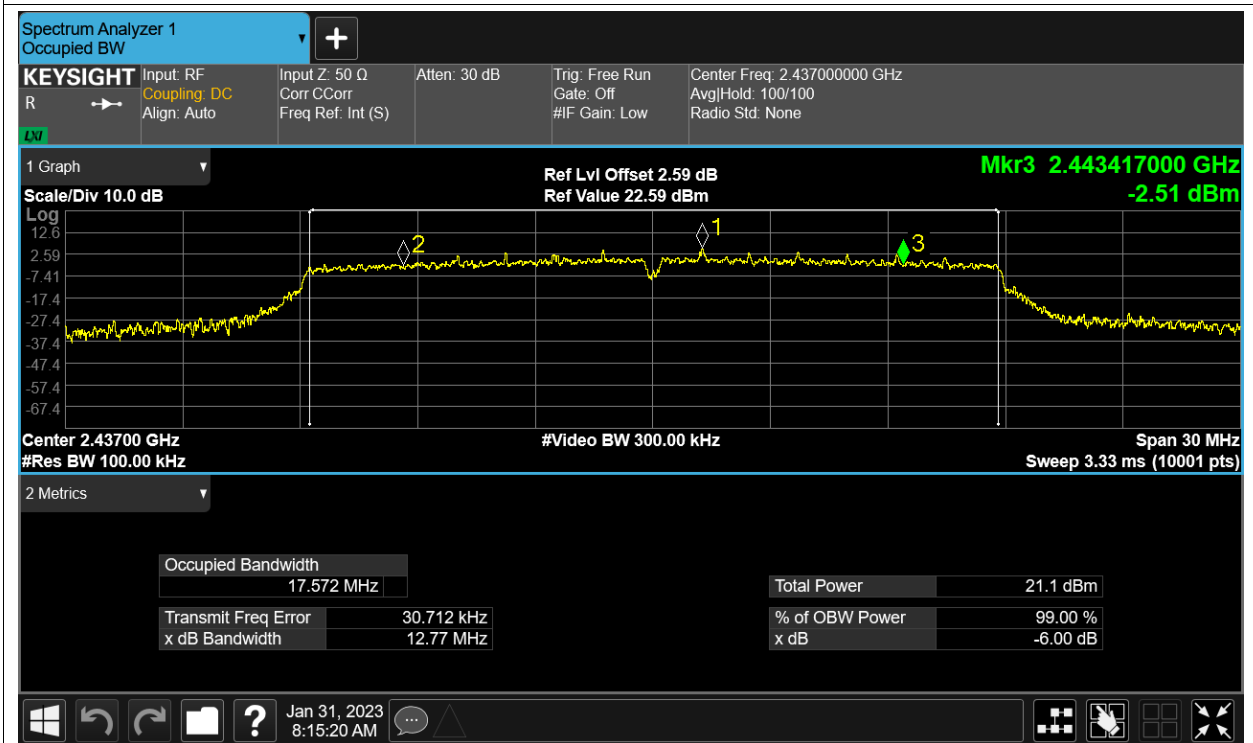 Spectrum Analyzer 1
Occupied BW
KEYSIGHT
R
LXI
Input: RF
Coupling: DC
Align: Auto
Input Z: 50 Ω
Corr CCorr
Freq Ref: Int (S)
Atten: 30 dB
Trig: Free Run
Gate: Off
#IF Gain: Low
Center Freq: 2.437000000 GHz
Avg|Hold: 100/100
Radio Std: None
1 Graph
Scale/Div 10.0 dB
Ref Lvl Offset 2.59 dB
Ref Value 22.59 dBm
Mkr3 2.443417000 GHz
-2.51 dBm
Log
12.6
2.59
-7.41
-17.4
-27.4
-37.4
-47.4
-57.4
-67.4
2
1
3
Center 2.43700 GHz
#Res BW 100.00 kHz
#Video BW 300.00 kHz
Span 30 MHz
Sweep 3.33 ms (10001 pts)
2 Metrics
Occupied Bandwidth
17.572 MHz
Transmit Freq Error 30.712 kHz
x dB Bandwidth 12.77 MHz
Total Power 21.1 dBm
% of OBW Power 99.00 %
x dB -6.00 dB
?
Jan 31, 2023
8:15:20 AM